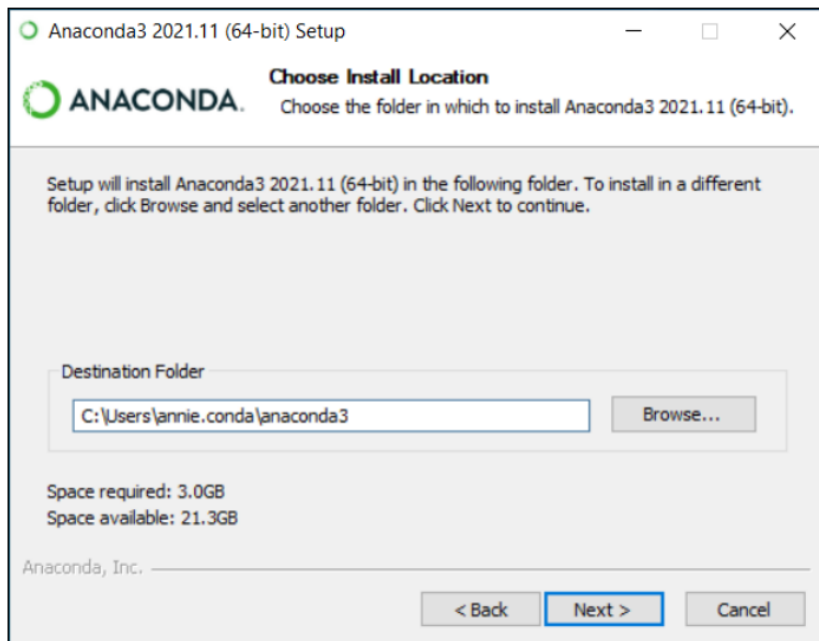 Anaconda3 2021.11 (64-bit) Setup
ANACONDA.
Choose Install Location
Choose the folder in which to install Anaconda3 2021.11 (64-bit).
Setup will install Anaconda3 2021.11 (64-bit) in the following folder. To install in a different
folder, click Browse and select another folder. Click Next to continue.
Destination Folder
C:\Users\annie.conda\anaconda3
Browse...
Space required: 3.0GB
Space available: 21.3GB
Anaconda, Inc.
< Back
Next >
Cancel